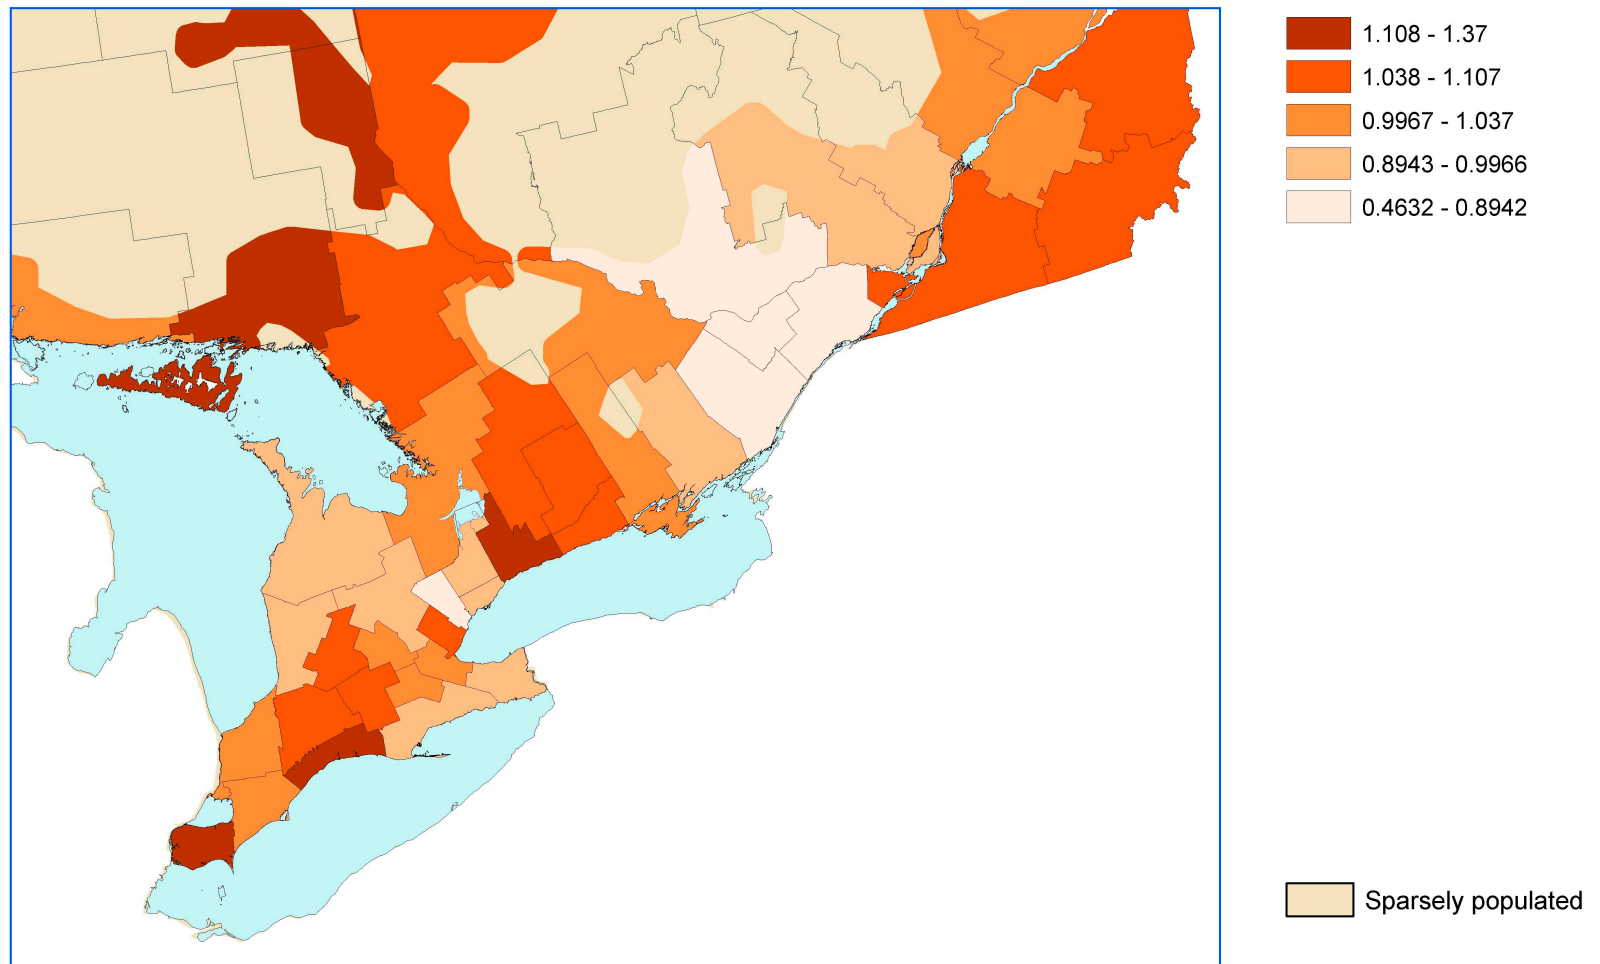 1.108 - 1.37
1.038 - 1.107
0.9967 - 1.037
0.8943 - 0.9966
0.4632 - 0.8942
Sparsely populated